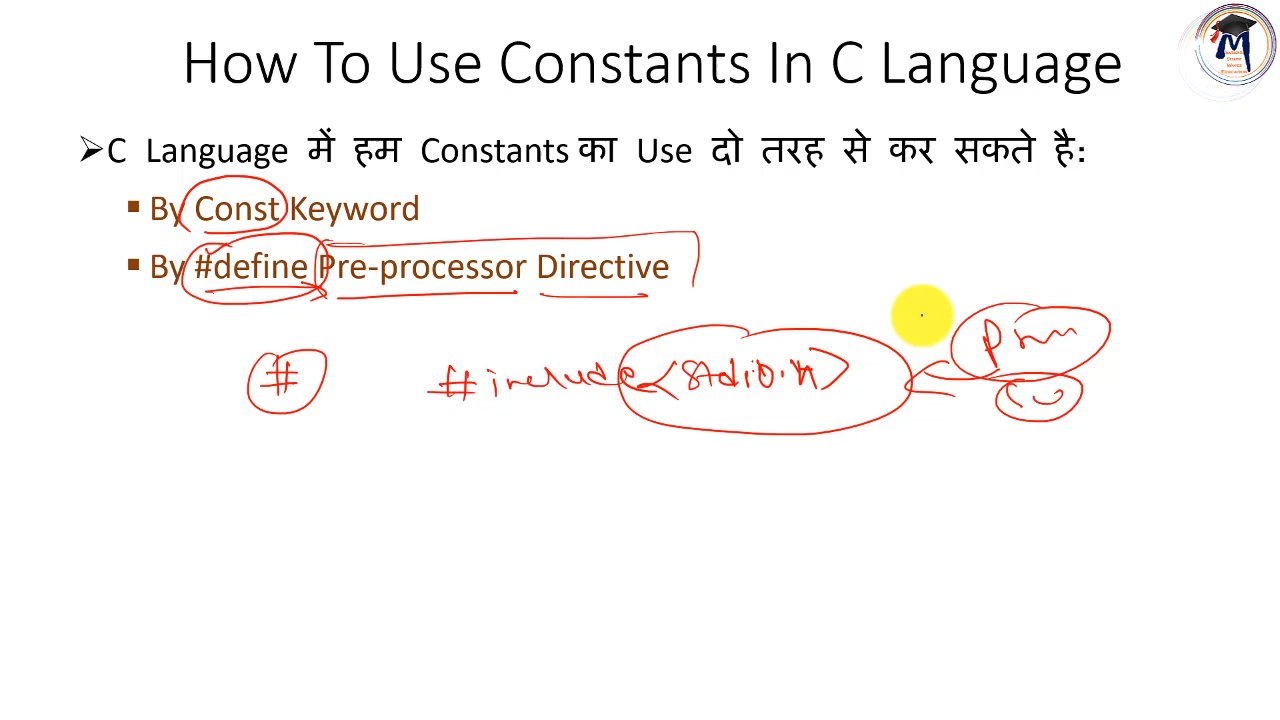 How To Use Constants In C Language
➢C Language में हम Constants का Use दो तरह से कर सकते है:
▪ By Const Keyword
▪ By #define Pre-processor Directive
# #include<stdio.h>
M